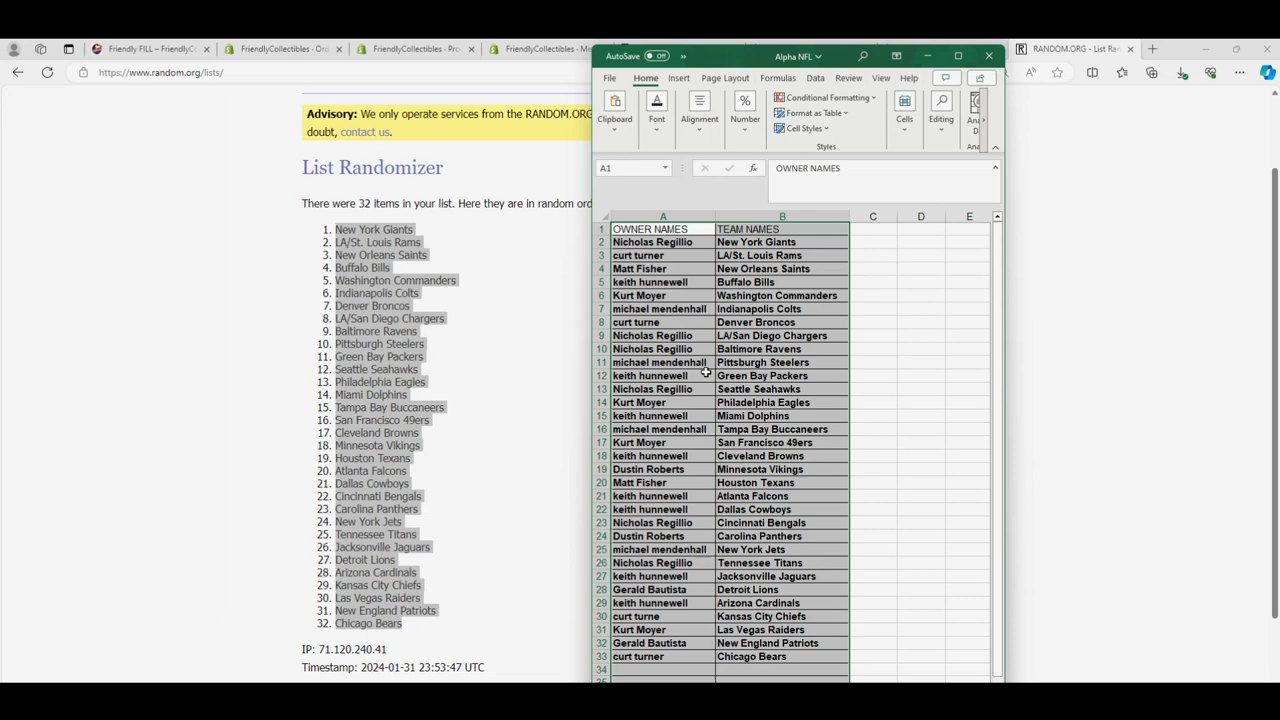 Friendly FILL – FriendlyC
FriendlyCollectibles · Ord
FriendlyCollectibles · Pro
FriendlyCollectibles · Me
RANDOM.ORG - List Ran
https://www.random.org/lists/
Advisory: We only operate services from the RANDOM.ORG
doubt, contact us.
List Randomizer
There were 32 items in your list. Here they are in random ord
1. New York Giants
2. LA/St. Louis Rams
3. New Orleans Saints
4. Buffalo Bills
5. Washington Commanders
6. Indianapolis Colts
7. Denver Broncos
8. LA/San Diego Chargers
9. Baltimore Ravens
10. Pittsburgh Steelers
11. Green Bay Packers
12. Seattle Seahawks
13. Philadelphia Eagles
14. Miami Dolphins
15. Tampa Bay Buccaneers
16. San Francisco 49ers
17. Cleveland Browns
18. Minnesota Vikings
19. Houston Texans
20. Atlanta Falcons
21. Dallas Cowboys
22. Cincinnati Bengals
23. Carolina Panthers
24. New York Jets
25. Tennessee Titans
26. Jacksonville Jaguars
27. Detroit Lions
28. Arizona Cardinals
29. Kansas City Chiefs
30. Las Vegas Raiders
31. New England Patriots
32. Chicago Bears
IP: 71.120.240.41
Timestamp: 2024-01-31 23:53:47 UTC
AutoSave Off
Alpha NFL
File Home Insert Page Layout Formulas Data Review View Help
Clipboard Font Alignment Number
Conditional Formatting
Format as Table
Cell Styles
Styles
Cells Editing
Ana
D
Ana
A1 fx OWNER NAMES
A B C D E
1 OWNER NAMES TEAM NAMES
2 Nicholas Regillio New York Giants
3 curt turner LA/St. Louis Rams
4 Matt Fisher New Orleans Saints
5 keith hunnewell Buffalo Bills
6 Kurt Moyer Washington Commanders
7 michael mendenhall Indianapolis Colts
8 curt turne Denver Broncos
9 Nicholas Regillio LA/San Diego Chargers
10 Nicholas Regillio Baltimore Ravens
11 michael mendenhall Pittsburgh Steelers
12 keith hunnewell Green Bay Packers
13 Nicholas Regillio Seattle Seahawks
14 Kurt Moyer Philadelphia Eagles
15 keith hunnewell Miami Dolphins
16 michael mendenhall Tampa Bay Buccaneers
17 Kurt Moyer San Francisco 49ers
18 keith hunnewell Cleveland Browns
19 Dustin Roberts Minnesota Vikings
20 Matt Fisher Houston Texans
21 keith hunnewell Atlanta Falcons
22 keith hunnewell Dallas Cowboys
23 Nicholas Regillio Cincinnati Bengals
24 Dustin Roberts Carolina Panthers
25 michael mendenhall New York Jets
26 Nicholas Regillio Tennessee Titans
27 keith hunnewell Jacksonville Jaguars
28 Gerald Bautista Detroit Lions
29 keith hunnewell Arizona Cardinals
30 curt turne Kansas City Chiefs
31 Kurt Moyer Las Vegas Raiders
32 Gerald Bautista New England Patriots
33 curt turner Chicago Bears
34